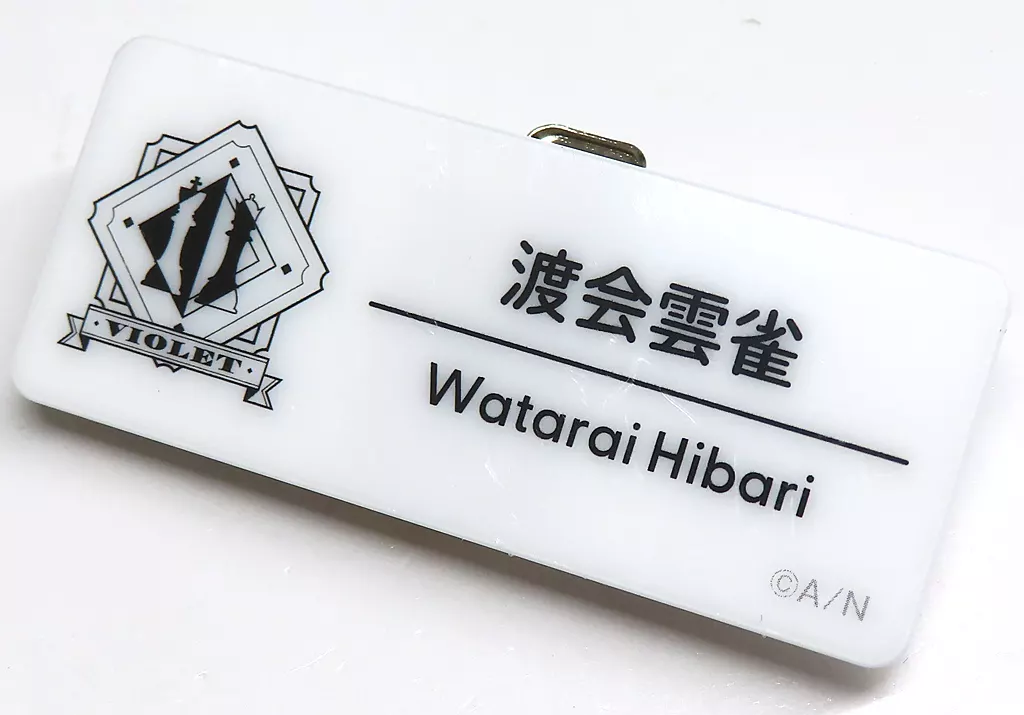 ·VIOLET·
渡会雲雀
Watarai Hibari
©A/N